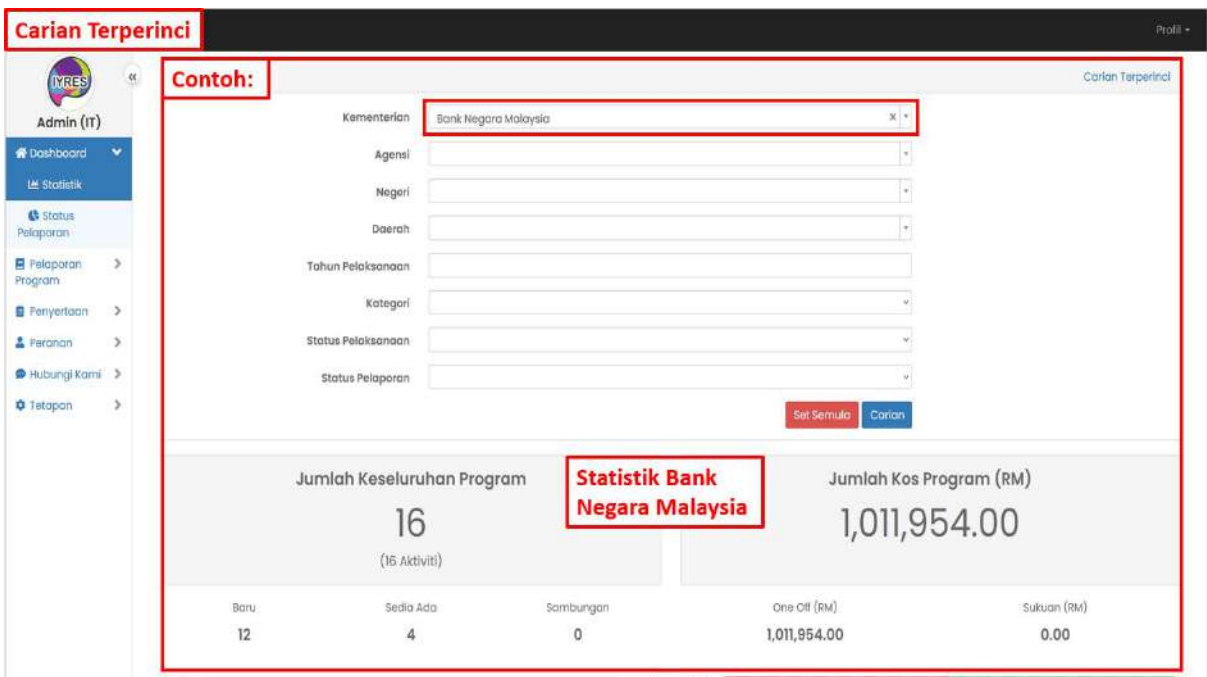 Carian Terperinci
Profil
IYRES
«
Admin (IT)
Dashboard
Statistik
Status
Pelaporan
Pelaporan
Program
Penyertaan
Peranan
Hubungi Kami
Tetapan
Contoh:
Carian Terperinci
Kementerian
Bank Negara Malaysia
x
Agensi
Negeri
Daerah
Tahun Pelaksanaan
Kategori
Status Pelaksanaan
Status Pelaporan
Set Semula
Carian
Jumlah Keseluruhan Program
16
(16 Aktiviti)
Statistik Bank
Negara Malaysia
Jumlah Kos Program (RM)
1,011,954.00
Baru
Sedia Ada
Sambungan
One Off (RM)
Sukuan (RM)
12
4
0
1,011,954.00
0.00